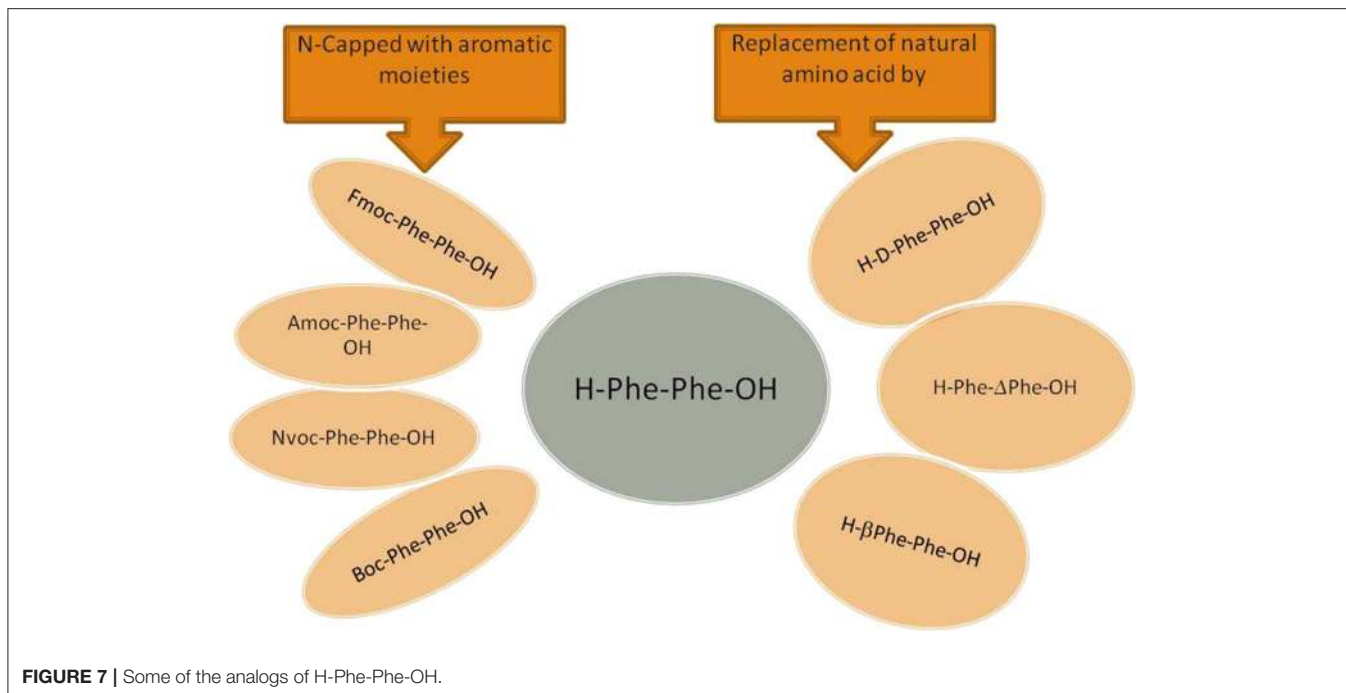 N-Capped with aromatic
moieties
Replacement of natural
amino acid by
Fmoc-Phe-Phe-OH
Amoc-Phe-Phe-
OH
Nvoc-Phe-Phe-OH
Boc-Phe-Phe-OH
H-Phe-Phe-OH
H-D-Phe-Phe-OH
H-Phe-ΔPhe-OH
H-βPhe-Phe-OH
FIGURE 7 | Some of the analogs of H-Phe-Phe-OH.